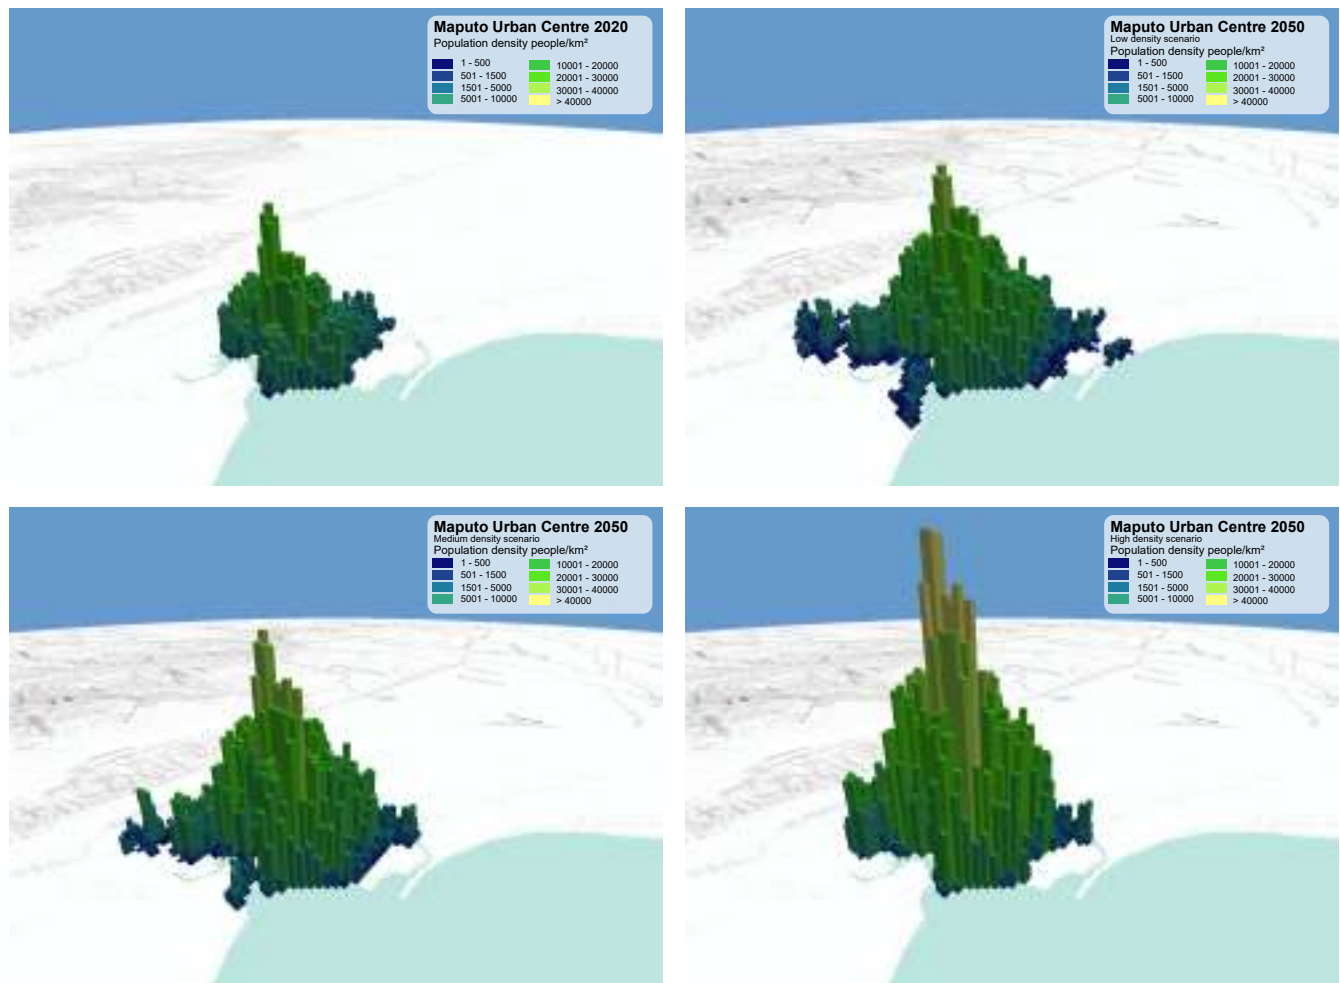 Maputo Urban Centre 2020
Population density people/km²
1 - 500
501 - 1500
1501 - 5000
5001 - 10000
10001 - 20000
20001 - 30000
30001 - 40000
> 40000
Maputo Urban Centre 2050
Low density scenario
Population density people/km²
1 - 500
501 - 1500
1501 - 5000
5001 - 10000
10001 - 20000
20001 - 30000
30001 - 40000
> 40000
Maputo Urban Centre 2050
Medium density scenario
Population density people/km²
1 - 500
501 - 1500
1501 - 5000
5001 - 10000
10001 - 20000
20001 - 30000
30001 - 40000
> 40000
Maputo Urban Centre 2050
High density scenario
Population density people/km²
1 - 500
501 - 1500
1501 - 5000
5001 - 10000
10001 - 20000
20001 - 30000
30001 - 40000
> 40000